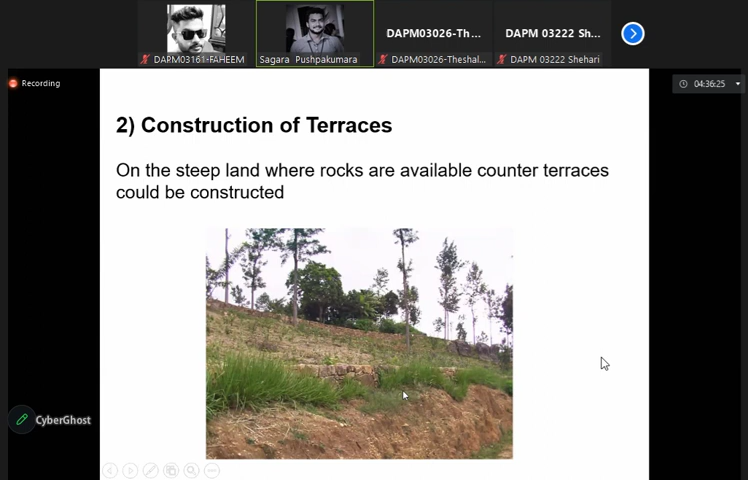 DAPM03026-Th...
DAPM 03222 Sh...
DARM03161-FAHEEM
Sagara Pushpakumara
DAPM03026-Theshal...
DAPM 03222 Shehari
Recording
04:36:25
2) Construction of Terraces
On the steep land where rocks are available counter terraces
could be constructed
CyberGhost